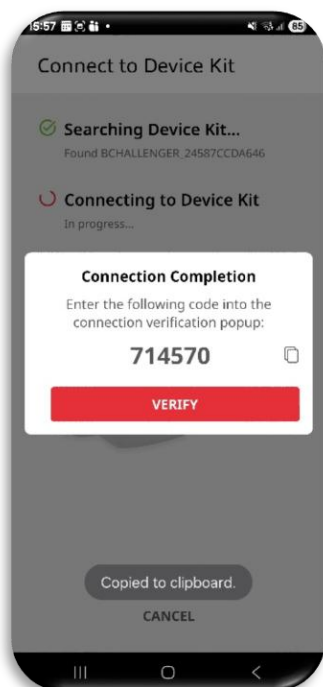 15:57
85
Connect to Device Kit
Searching Device Kit...
Found BCHALLENGER_24587CCDA646
Connecting to Device Kit
In progress...
Connection Completion
Enter the following code into the
connection verification popup:
714570
VERIFY
Copied to clipboard.
CANCEL